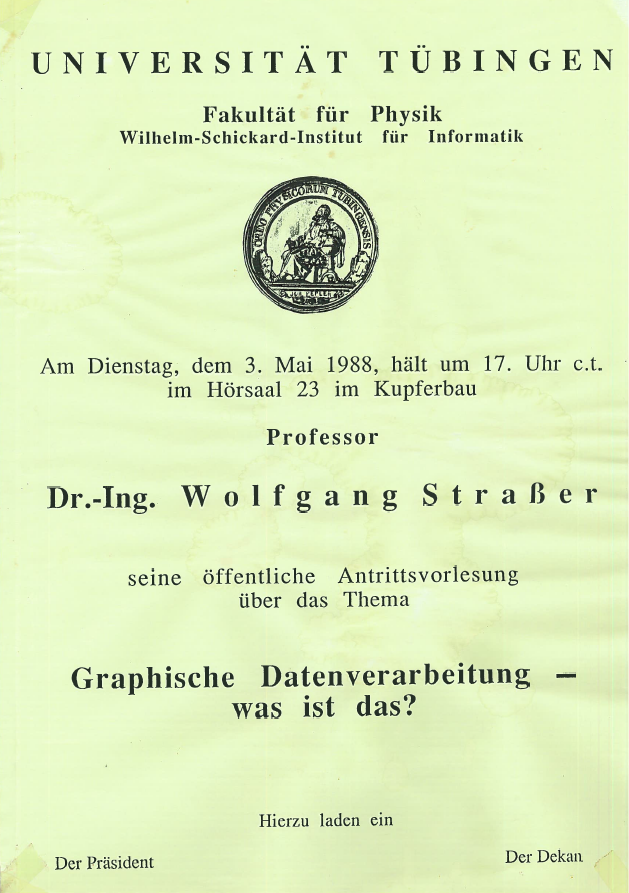 UNIVERSITÄT TÜBINGEN
Fakultät für Physik
Wilhelm-Schickard-Institut für Informatik
ORDO PHYSICORUM TUBINGENSIS
Am Dienstag, dem 3. Mai 1988, hält um 17. Uhr c.t.
im Hörsaal 23 im Kupferbau
Professor
Dr.-Ing. Wolfgang Straßer
seine öffentliche Antrittsvorlesung
über das Thema
Graphische Datenverarbeitung –
was ist das?
Hierzu laden ein
Der Präsident
Der Dekan